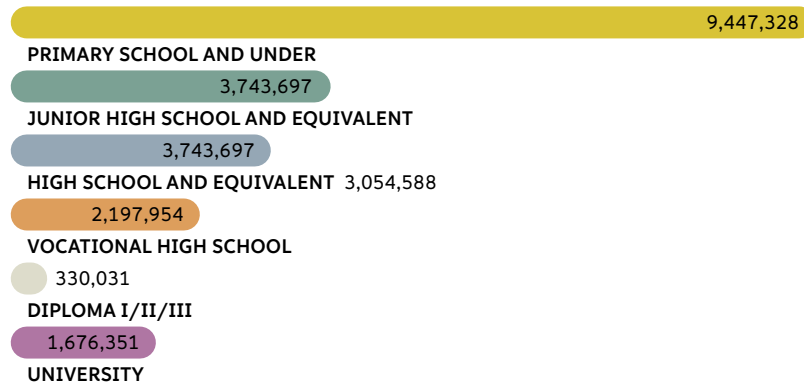 9,447,328
PRIMARY SCHOOL AND UNDER
3,743,697
JUNIOR HIGH SCHOOL AND EQUIVALENT
3,743,697
HIGH SCHOOL AND EQUIVALENT 3,054,588
2,197,954
VOCATIONAL HIGH SCHOOL
330,031
DIPLOMA I/II/III
1,676,351
UNIVERSITY